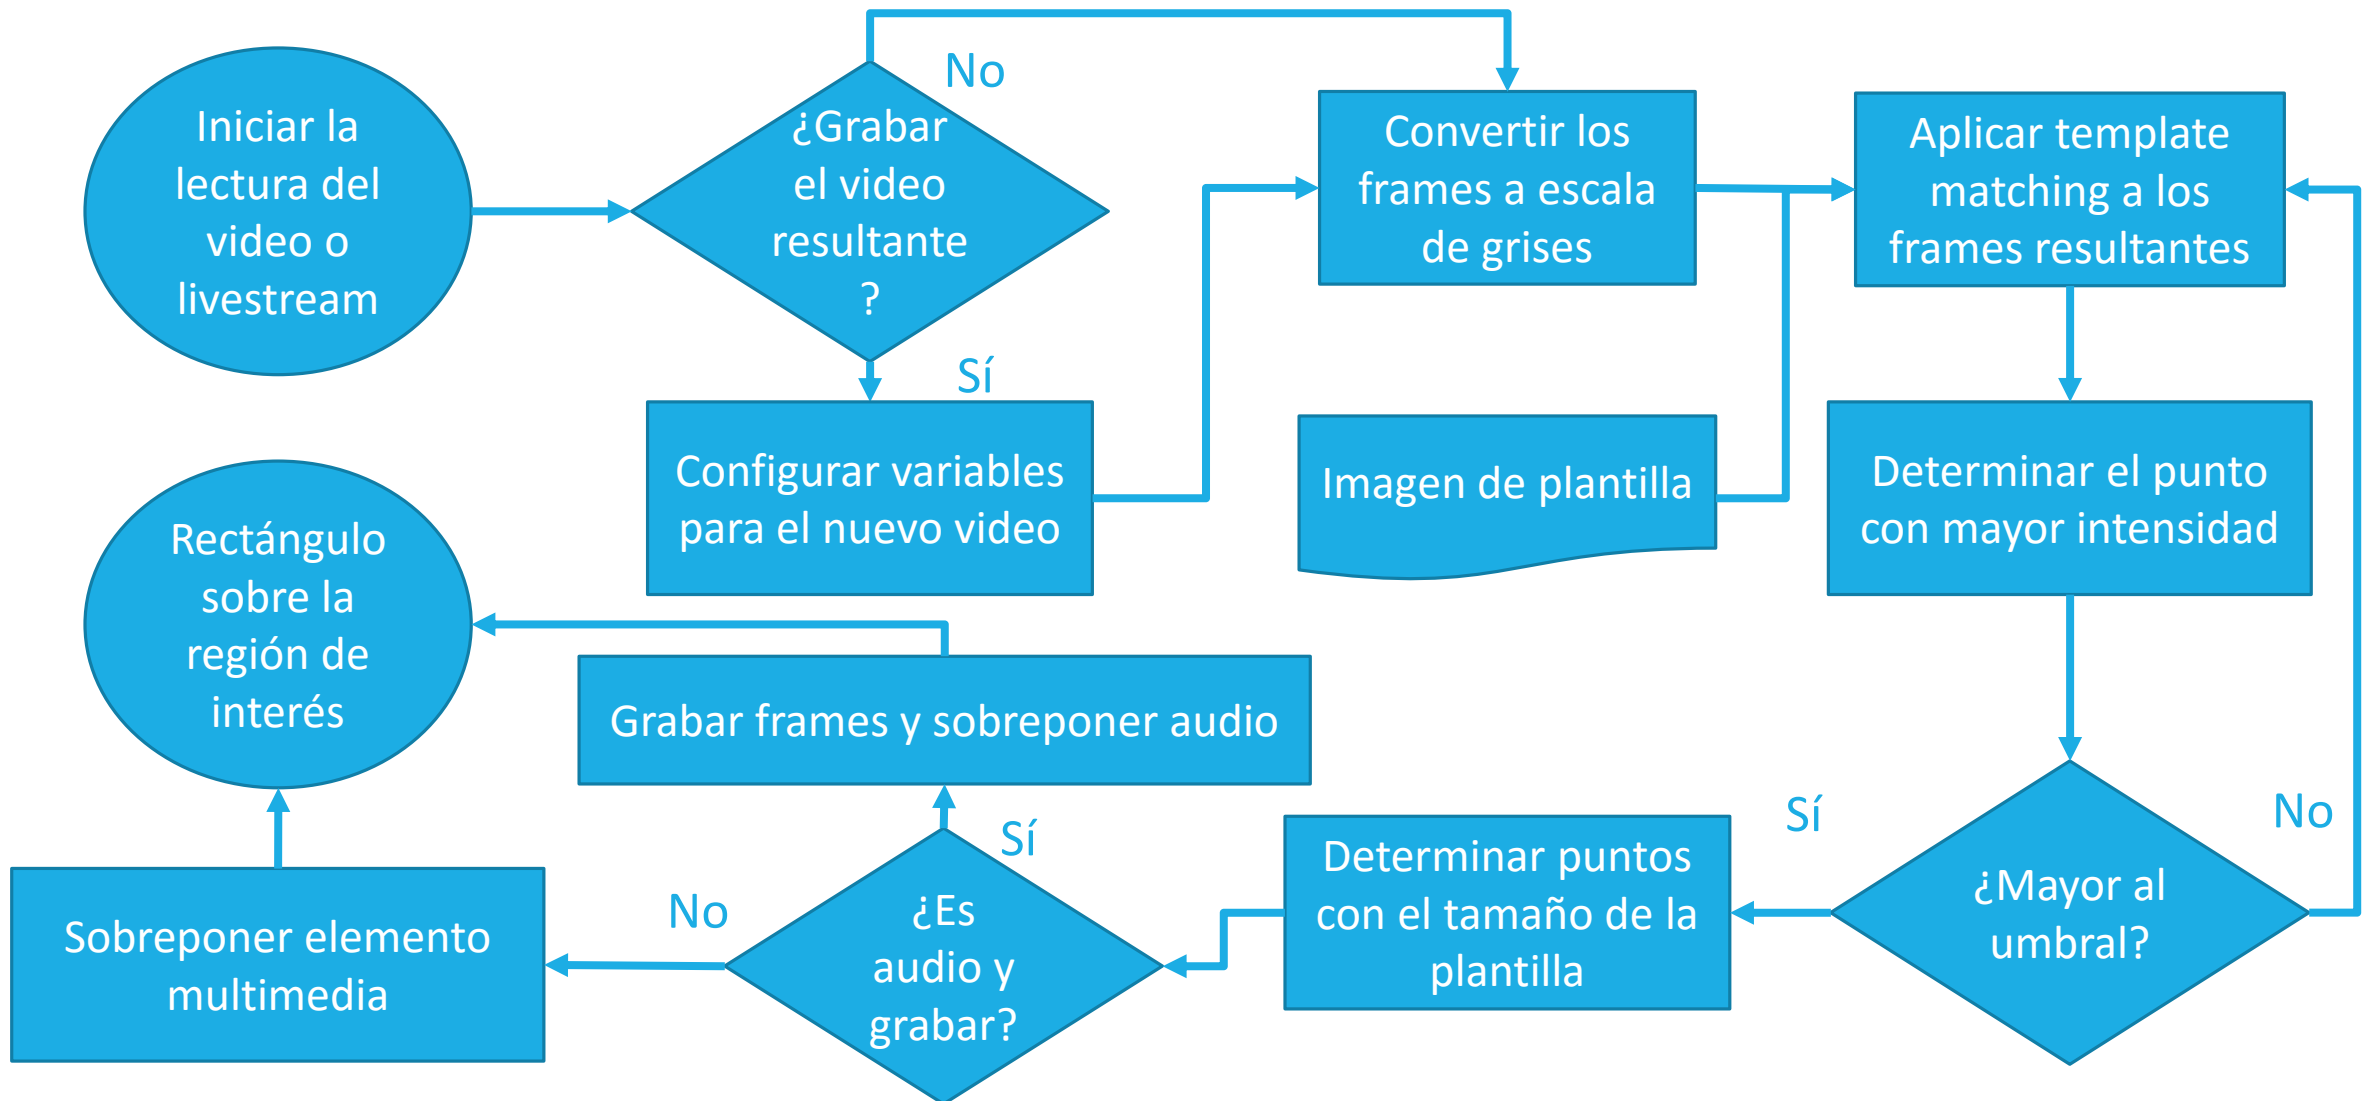 Iniciar la
lectura del
video o
livestream
¿Grabar
el video
resultante
?
No
Sí
Configurar variables
para el nuevo video
Convertir los
frames a escala
de grises
Imagen de plantilla
Aplicar template
matching a los
frames resultantes
Determinar el punto
con mayor intensidad
¿Mayor al
umbral?
No
Sí
Determinar puntos
con el tamaño de la
plantilla
¿Es
audio y
grabar?
Sí
No
Grabar frames y sobreponer audio
Sobreponer elemento
multimedia
Rectángulo
sobre la
región de
interés